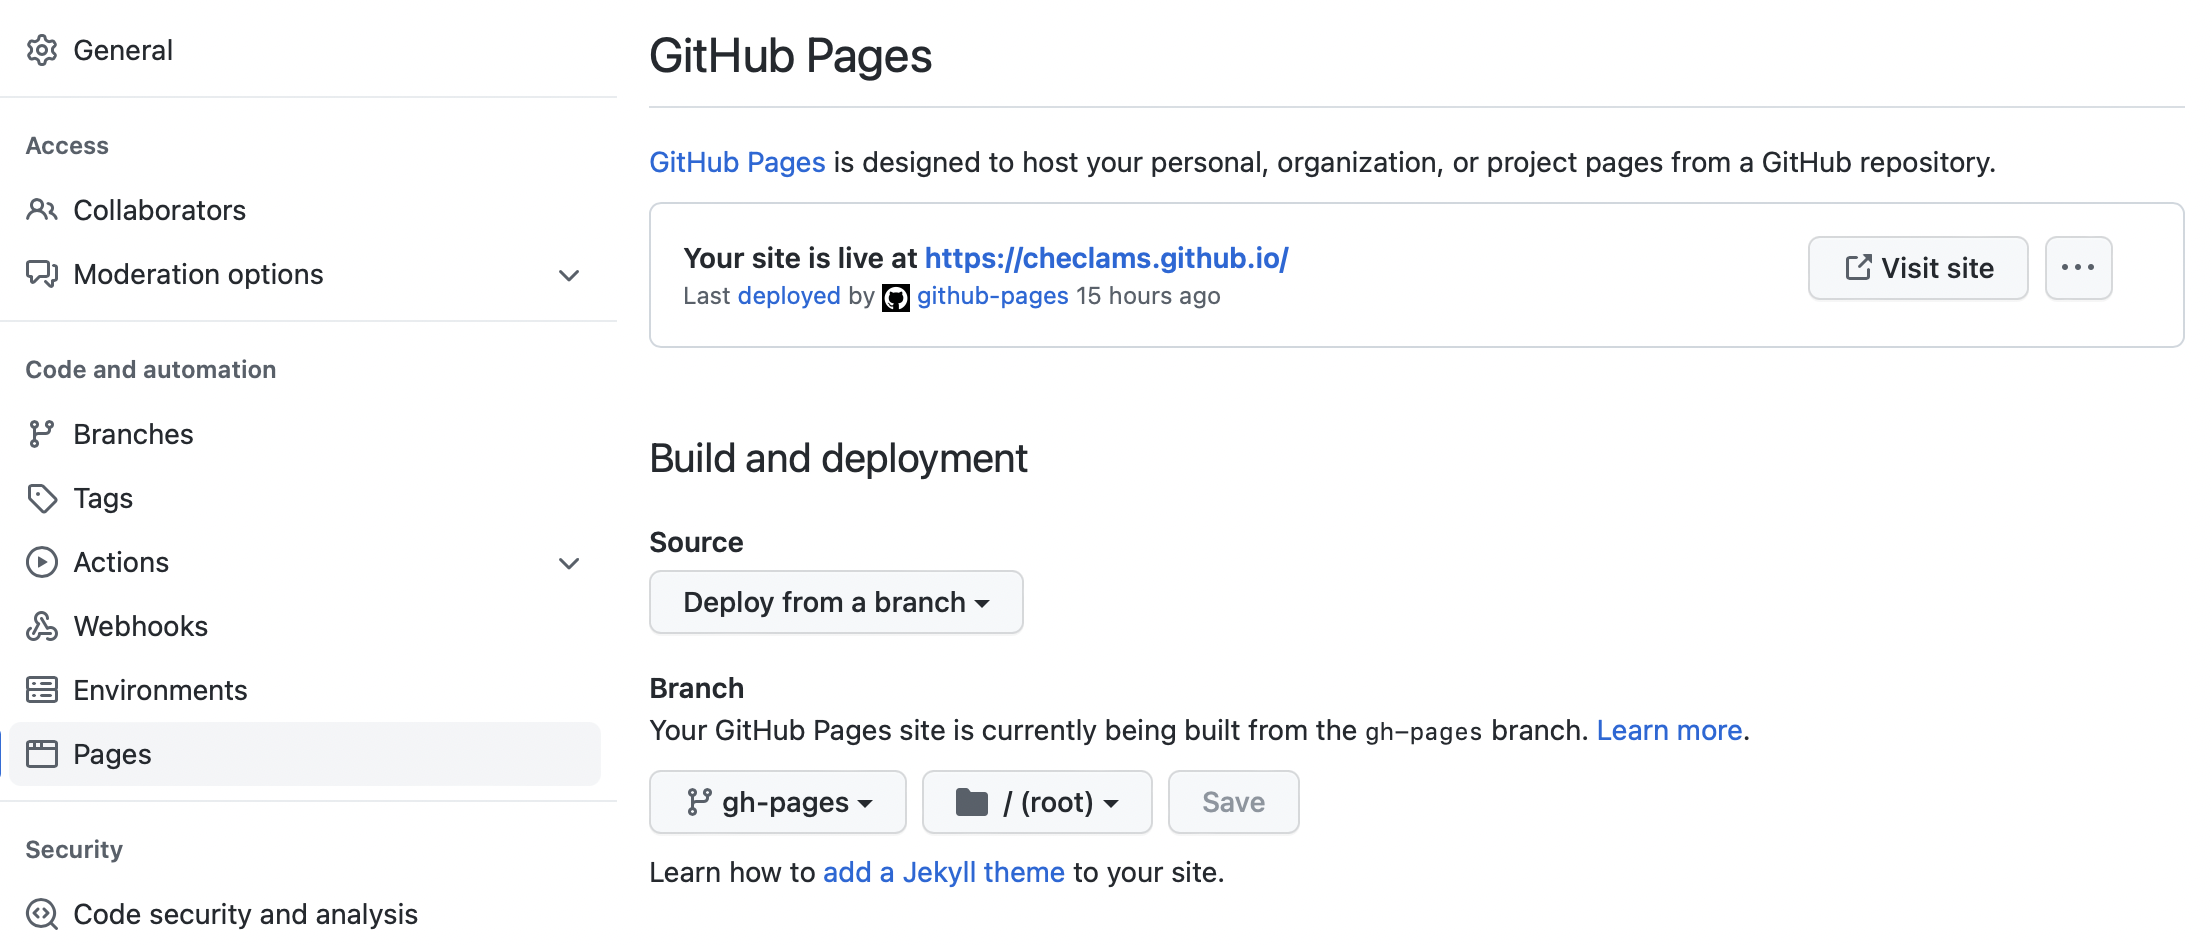 General
Access
Collaborators
Moderation options
Code and automation
Branches
Tags
Actions
Webhooks
Environments
Pages
Security
Code security and analysis
GitHub Pages
GitHub Pages is designed to host your personal, organization, or project pages from a GitHub repository.
Your site is live at https://checlams.github.io/
Last deployed by github-pages 15 hours ago
Visit site
Build and deployment
Source
Deploy from a branch
Branch
Your GitHub Pages site is currently being built from the gh-pages branch. Learn more.
gh-pages / (root) Save
Learn how to add a Jekyll theme to your site.